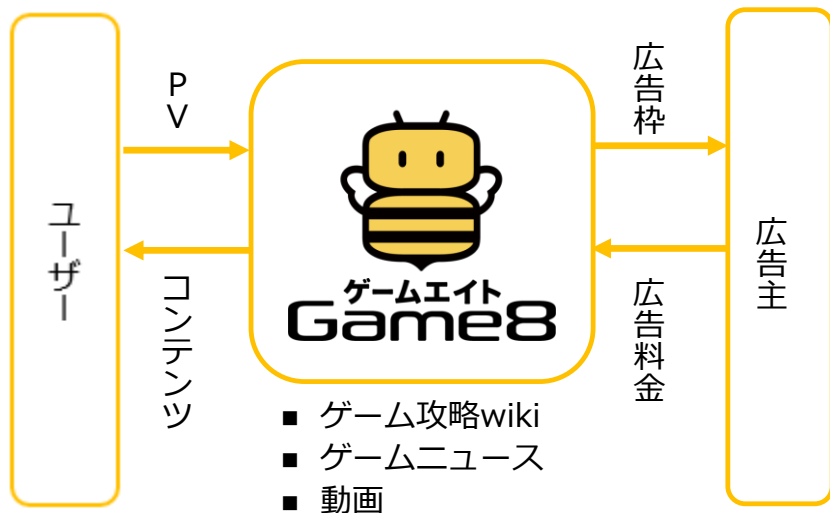 ユーザー
PV
コンテンツ
ゲームエイト
Game8
■ ゲーム攻略wiki
■ ゲームニュース
■ 動画
広告枠
広告料金
広告主